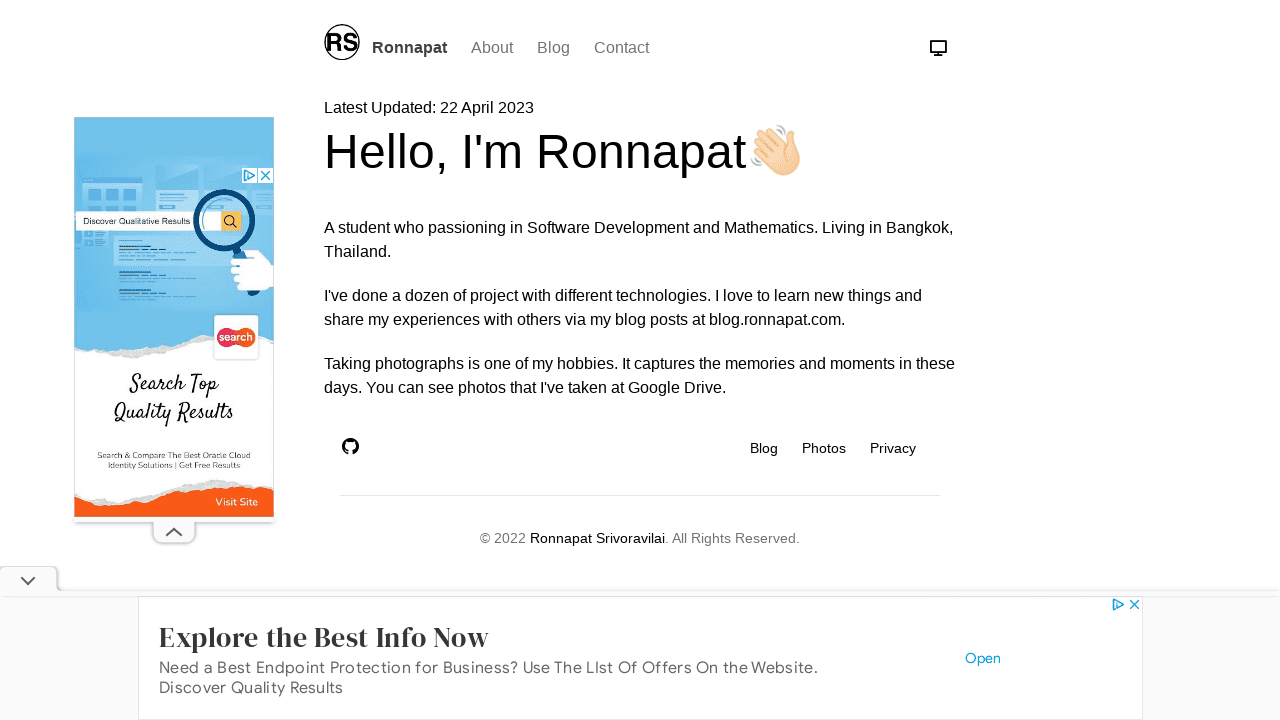 RS Ronnapat About Blog Contact
Latest Updated: 22 April 2023
Hello, I'm Ronnapat
A student who passioning in Software Development and Mathematics. Living in Bangkok,
Thailand.
I've done a dozen of project with different technologies. I love to learn new things and
share my experiences with others via my blog posts at blog.ronnapat.com.
Taking photographs is one of my hobbies. It captures the memories and moments in these
days. You can see photos that I've taken at Google Drive.
Blog Photos Privacy
© 2022 Ronnapat Srivoravilai. All Rights Reserved.
Discover Qualitative Results
search
Search Top
Quality Results
Search & Compare The Best Oracle Cloud
Identity Solutions | Get Free Results
Visit Site
Explore the Best Info Now
Need a Best Endpoint Protection for Business? Use The LIst Of Offers On the Website.
Discover Quality Results
Open